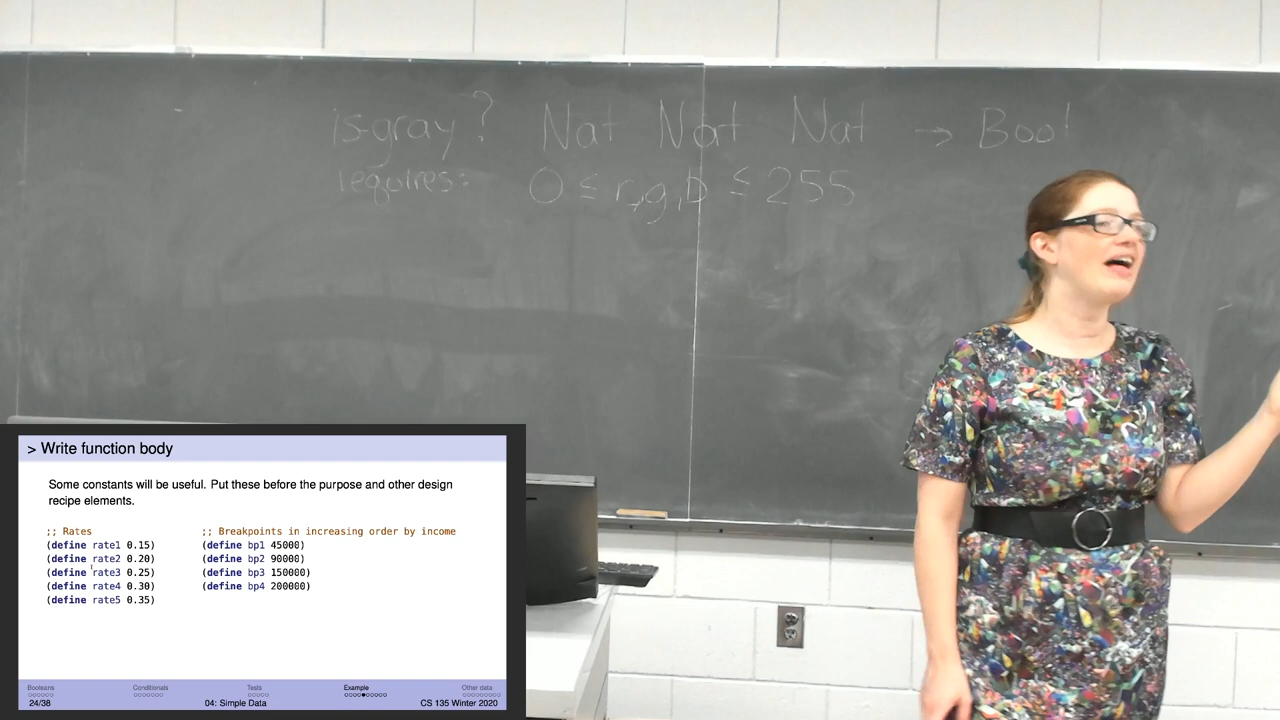 is-gray? Nat Nat Nat → Bool
requires: 0 ≤ r,g,b ≤ 255
> Write function body
Some constants will be useful. Put these before the purpose and other design
recipe elements.
;; Rates
(define rate1 0.15)
(define rate2 0.20)
(define rate3 0.25)
(define rate4 0.30)
(define rate5 0.35)
;; Breakpoints in increasing order by income
(define bp1 45000)
(define bp2 90000)
(define bp3 150000)
(define bp4 200000)
Booleans Conditionals Tests Example Other data
24/38 04: Simple Data CS 135 Winter 2020